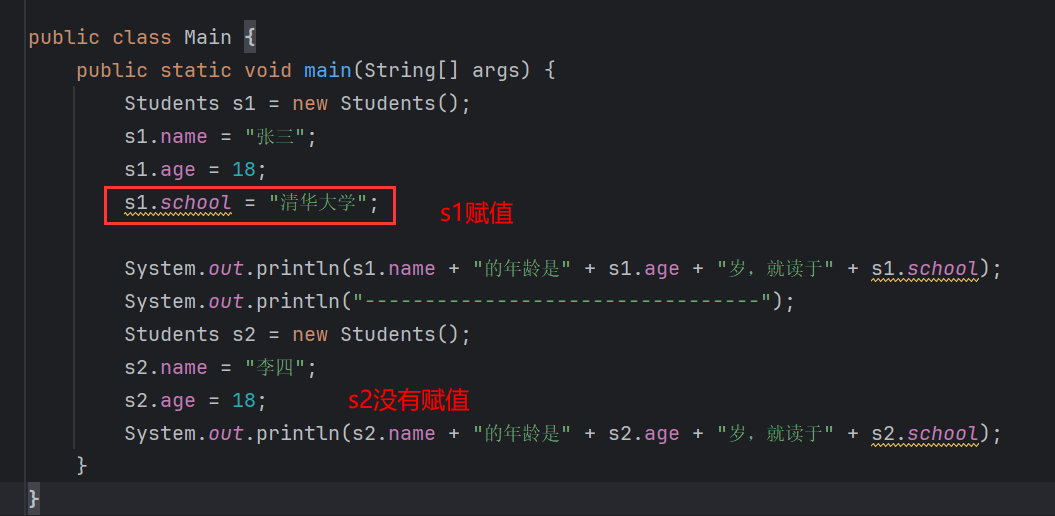 public class Main {
public static void main(String[] args) {
Students s1 = new Students();
s1.name = "张三";
s1.age = 18;
s1.school = "清华大学";
s1赋值
System.out.println(s1.name + "的年龄是" + s1.age + "岁，就读于" + s1.school);
System.out.println("---------------------------------");
Students s2 = new Students();
s2.name = "李四";
s2.age = 18;
s2没有赋值
System.out.println(s2.name + "的年龄是" + s2.age + "岁，就读于" + s2.school);
}
}